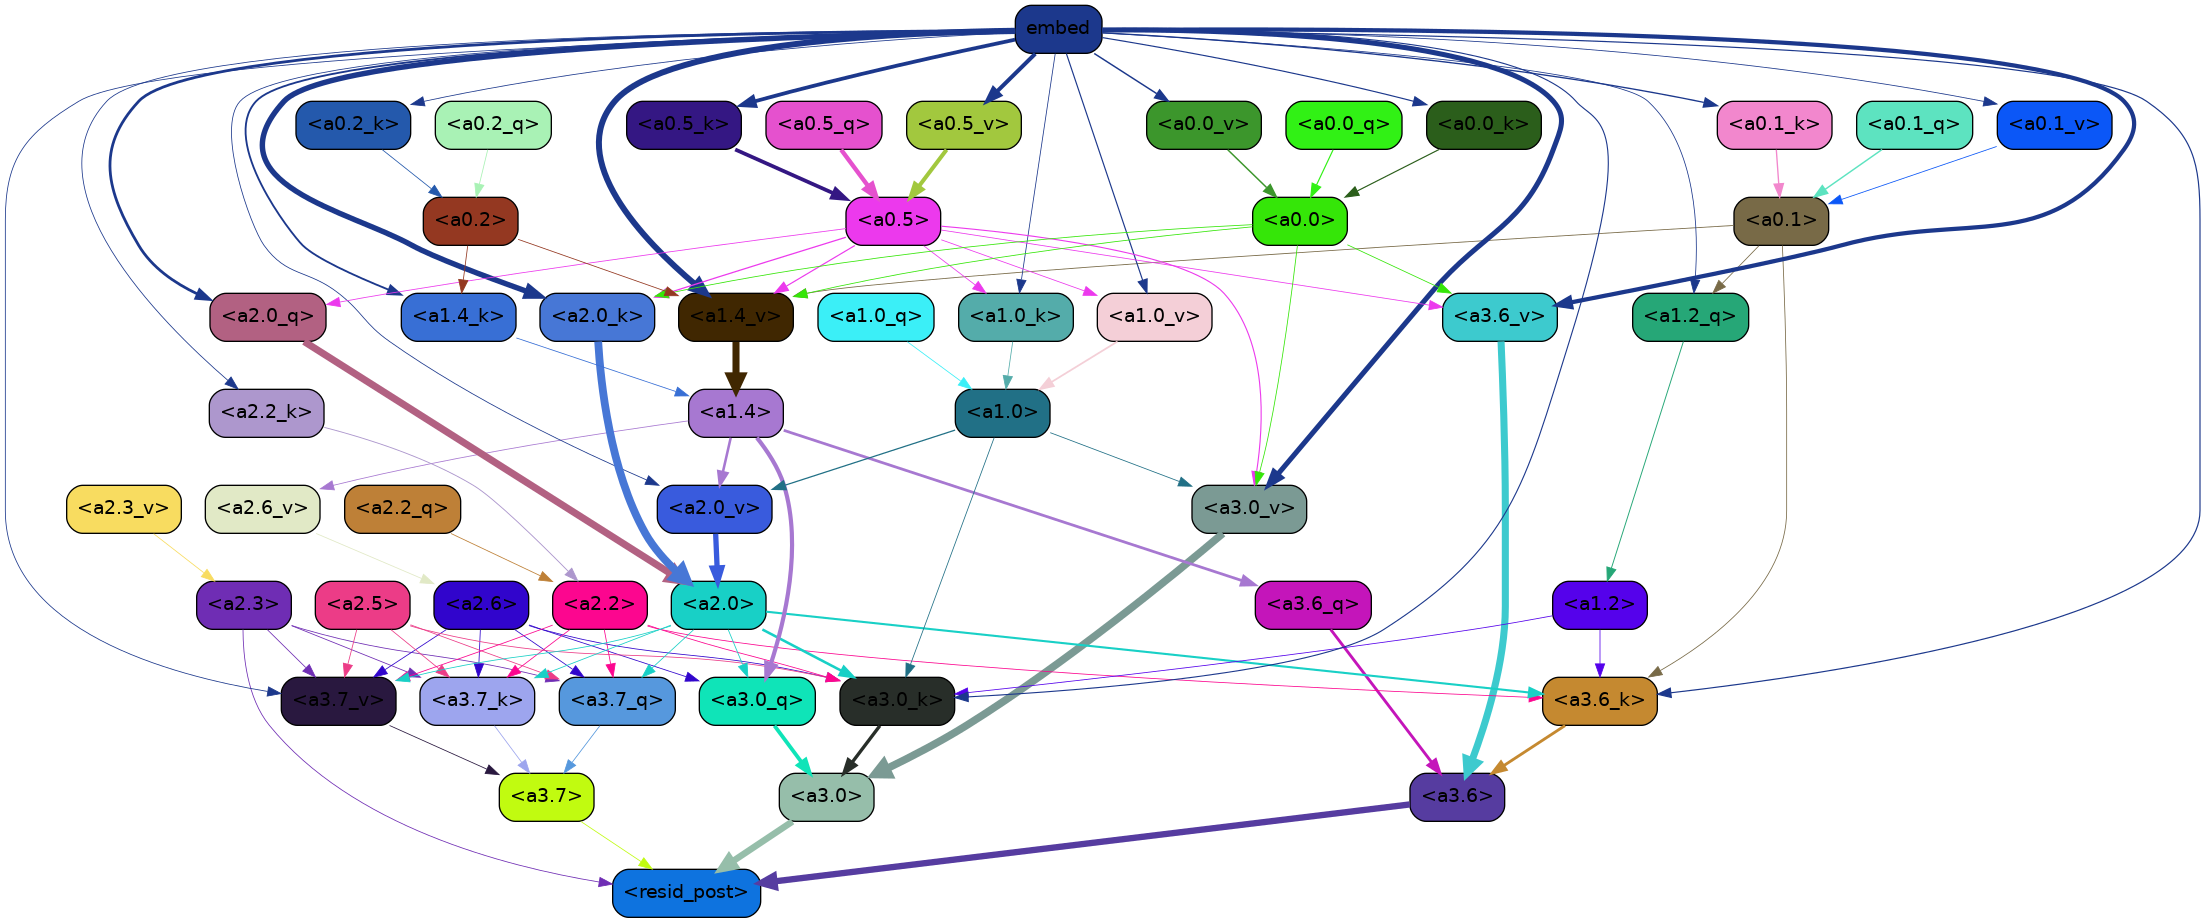 embed
<a0.2_k> <a0.2_q> <a0.5_k> <a0.5_q> <a0.5_v> <a0.0_v> <a0.0_q> <a0.0_k> <a0.1_k> <a0.1_q> <a0.1_v>
<a0.2> <a0.5> <a0.0> <a0.1>
<a2.0_q> <a1.4_k> <a2.0_k> <a1.4_v> <a1.0_q> <a1.0_k> <a1.0_v> <a3.6_v> <a1.2_q>
<a2.2_k> <a1.4> <a1.0>
<a2.3_v> <a2.6_v> <a2.2_q> <a2.0_v> <a3.0_v>
<a2.3> <a2.5> <a2.6> <a2.2> <a2.0> <a3.6_q> <a1.2>
<a3.7_v> <a3.7_k> <a3.7_q> <a3.0_q> <a3.0_k> <a3.6_k>
<a3.7> <a3.0> <a3.6>
<resid_post>